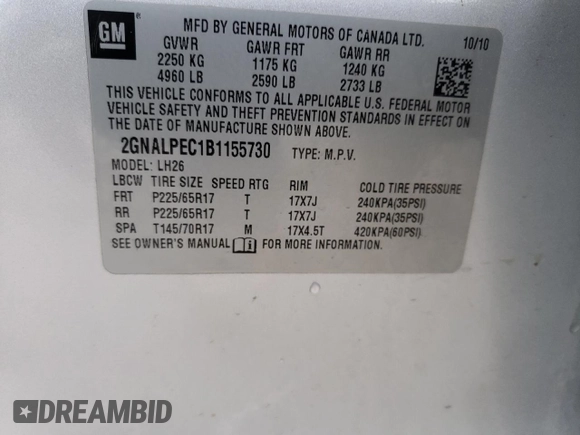 GM
MFD BY GENERAL MOTORS OF CANADA LTD.
GVWR GAWR FRT GAWR RR 10/10
2250 KG 1175 KG 1240 KG
4960 LB 2590 LB 2733 LB
THIS VEHICLE CONFORMS TO ALL APPLICABLE U.S. FEDERAL MOTOR
VEHICLE SAFETY AND THEFT PREVENTION STANDARDS IN EFFECT ON
THE DATE OF MANUFACTURE SHOWN ABOVE.
2GNALPEC1B1155730 TYPE: M.P.V.
MODEL: LH26
LBCW TIRE SIZE SPEED RTG RIM COLD TIRE PRESSURE
FRT P225/65R17 T 17X7J 240KPA(35PSI)
RR P225/65R17 T 17X7J 240KPA(35PSI)
SPA T145/70R17 M 17X4.5T 420KPA(60PSI)
SEE OWNER'S MANUAL FOR MORE INFORMATION
DREAMBID